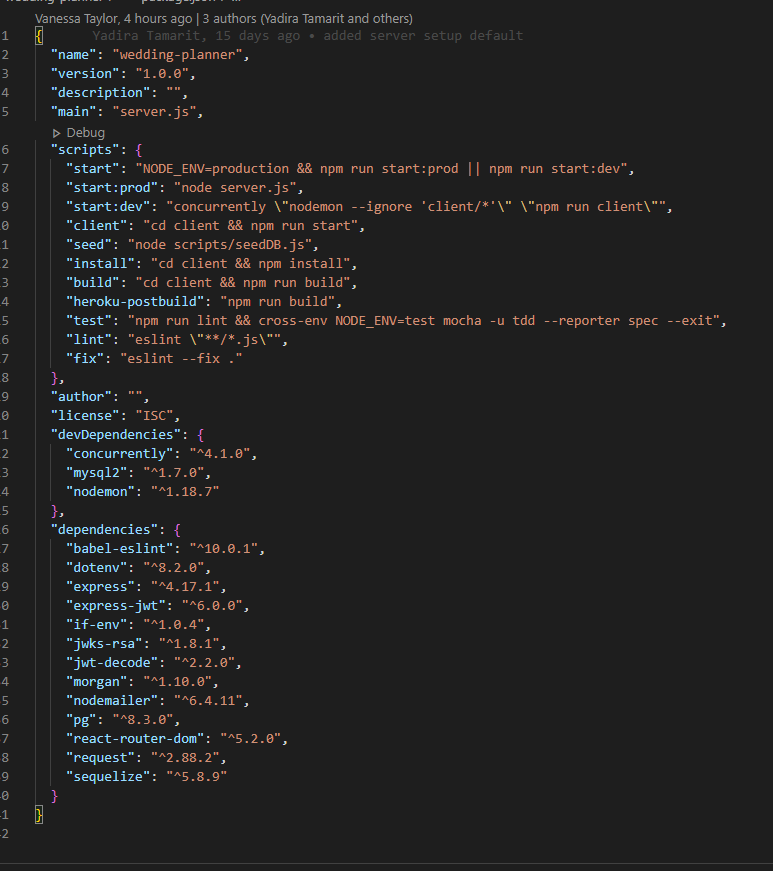 Vanessa Taylor, 4 hours ago | 3 authors (Yadira Tamarit and others)
1 { Yadira Tamarit, 15 days ago • added server setup default
2 "name": "wedding-planner",
3 "version": "1.0.0",
4 "description": "",
5 "main": "server.js",
Debug
6 "scripts": {
7 "start": "NODE_ENV=production && npm run start:prod || npm run start:dev",
8 "start:prod": "node server.js",
9 "start:dev": "concurrently \"nodemon --ignore 'client/*'\" \"npm run client\"",
0 "client": "cd client && npm run start",
1 "seed": "node scripts/seedDB.js",
2 "install": "cd client && npm install",
3 "build": "cd client && npm run build",
4 "heroku-postbuild": "npm run build",
5 "test": "npm run lint && cross-env NODE_ENV=test mocha -u tdd --reporter spec --exit",
6 "lint": "eslint \"**/*.js\"",
7 "fix": "eslint --fix ."
8 },
9 "author": "",
0 "license": "ISC",
1 "devDependencies": {
2 "concurrently": "^4.1.0",
3 "mysql2": "^1.7.0",
4 "nodemon": "^1.18.7"
5 },
6 "dependencies": {
7 "babel-eslint": "^10.0.1",
8 "dotenv": "^8.2.0",
9 "express": "^4.17.1",
0 "express-jwt": "^6.0.0",
1 "if-env": "^1.0.4",
2 "jwks-rsa": "^1.8.1",
3 "jwt-decode": "^2.2.0",
4 "morgan": "^1.10.0",
5 "nodemailer": "^6.4.11",
6 "pg": "^8.3.0",
7 "react-router-dom": "^5.2.0",
8 "request": "^2.88.2",
9 "sequelize": "^5.8.9"
0 }
1 }
2